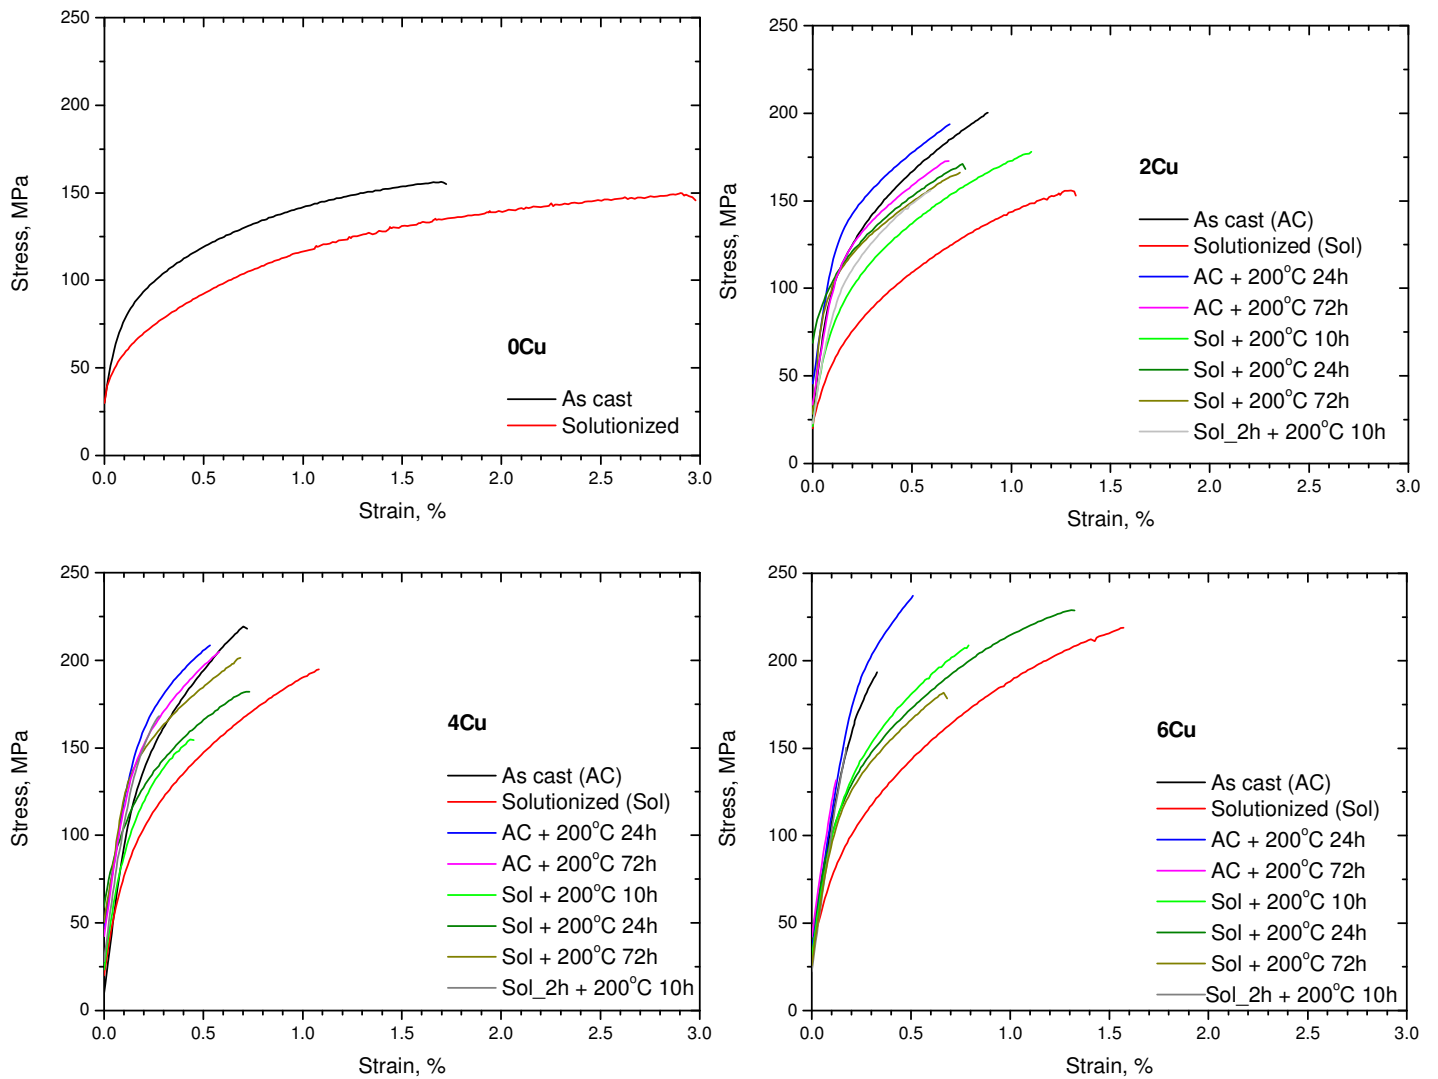 250
200
150
100
50
0
Stress, MPa
0Cu
As cast
Solutionized
0.0 0.5 1.0 1.5 2.0 2.5 3.0
Strain, %
250
200
150
100
50
0
Stress, MPa
2Cu
As cast (AC)
Solutionized (Sol)
AC + 200°C 24h
AC + 200°C 72h
Sol + 200°C 10h
Sol + 200°C 24h
Sol + 200°C 72h
Sol_2h + 200°C 10h
0.0 0.5 1.0 1.5 2.0 2.5 3.0
Strain, %
250
200
150
100
50
0
Stress, MPa
4Cu
As cast (AC)
Solutionized (Sol)
AC + 200°C 24h
AC + 200°C 72h
Sol + 200°C 10h
Sol + 200°C 24h
Sol + 200°C 72h
Sol_2h + 200°C 10h
0.0 0.5 1.0 1.5 2.0 2.5 3.0
Strain, %
250
200
150
100
50
0
Stress, MPa
6Cu
As cast (AC)
Solutionized (Sol)
AC + 200°C 24h
AC + 200°C 72h
Sol + 200°C 10h
Sol + 200°C 24h
Sol + 200°C 72h
Sol_2h + 200°C 10h
0.0 0.5 1.0 1.5 2.0 2.5 3.0
Strain, %